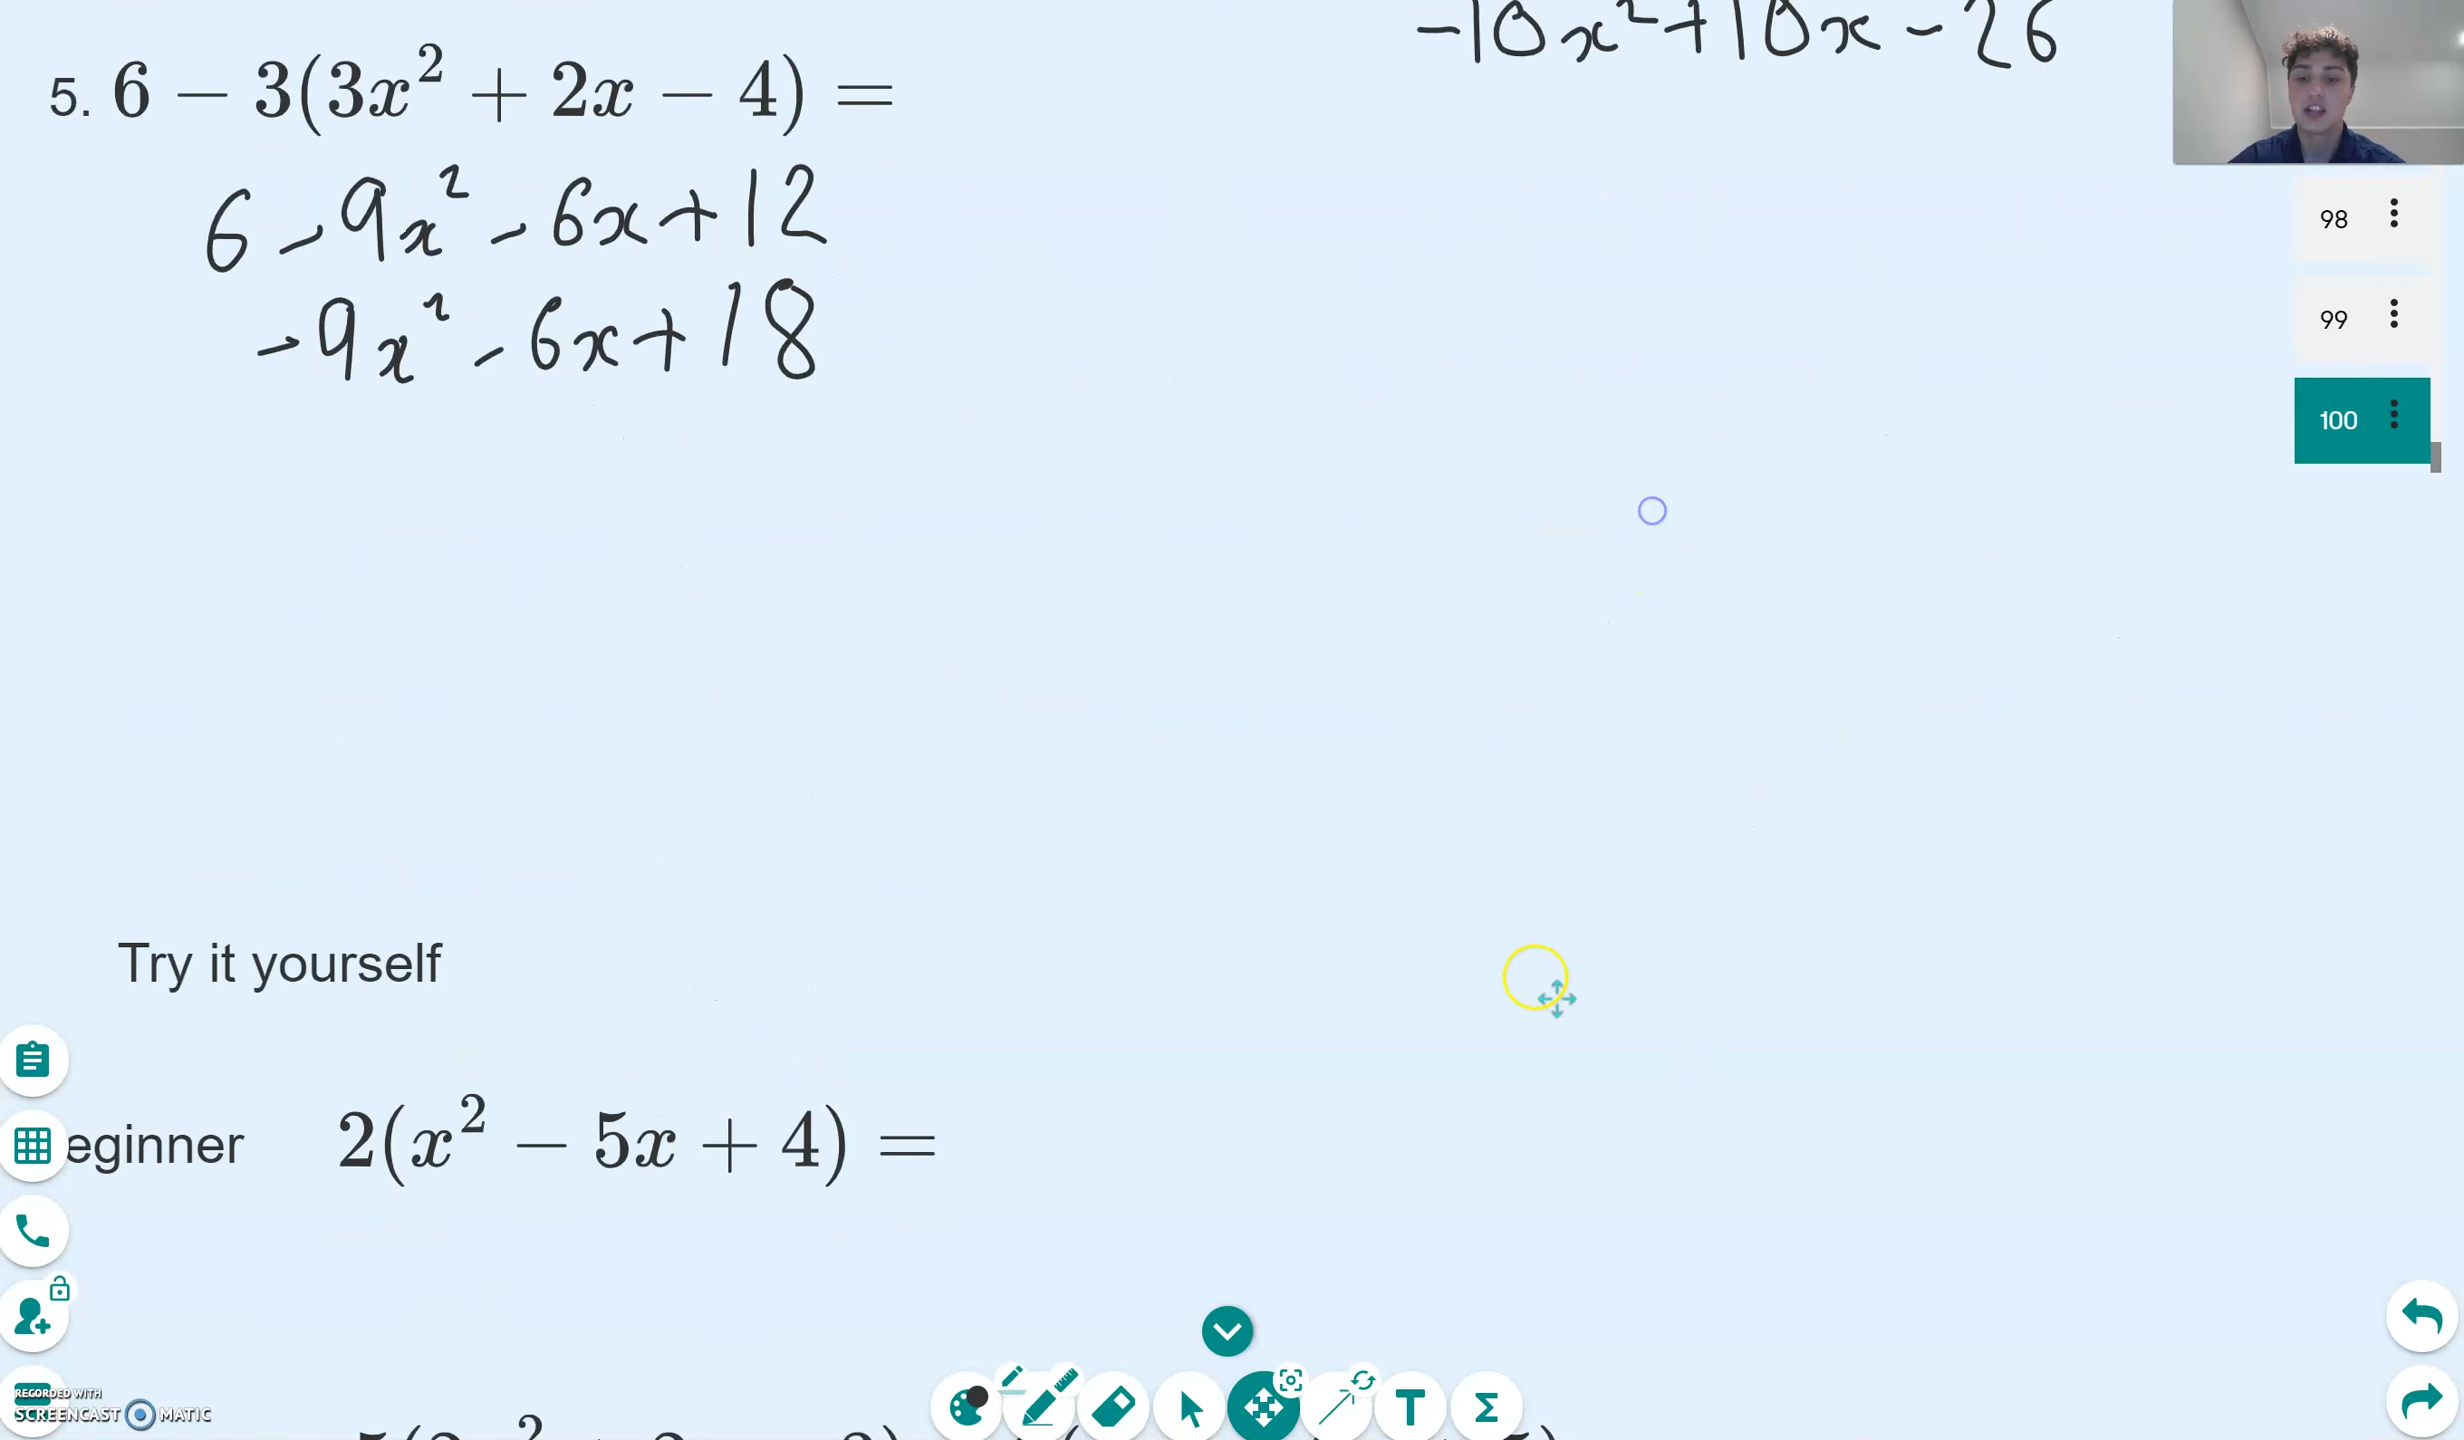 -10x²+10x-26
5. 6 − 3(3x² + 2x − 4) =
6 - 9x² - 6x + 12
-9x² - 6x + 18
98
99
100
Try it yourself
eginner 2(x² − 5x + 4) =
RECORDED WITH
SCREENCAST MATIC
T
Σ